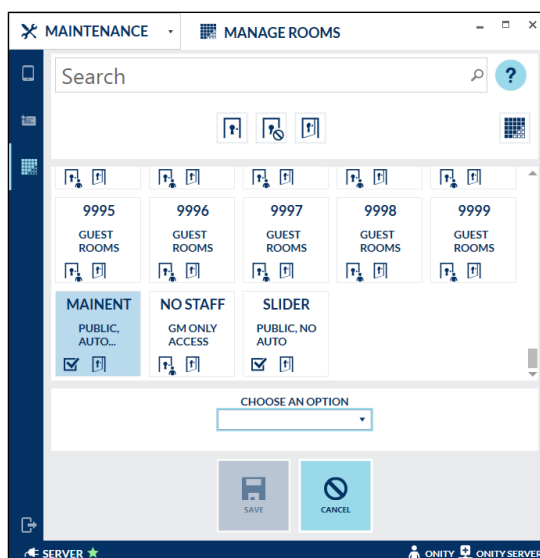 MAINTENANCE MANAGE ROOMS
Search
?
9995 9996 9997 9998 9999
GUEST GUEST GUEST GUEST GUEST
ROOMS ROOMS ROOMS ROOMS ROOMS
MAINENT NO STAFF SLIDER
PUBLIC, GM ONLY PUBLIC, NO
AUTO... ACCESS AUTO
CHOOSE AN OPTION
SAVE CANCEL
SERVER ONITY ONITY SERVER